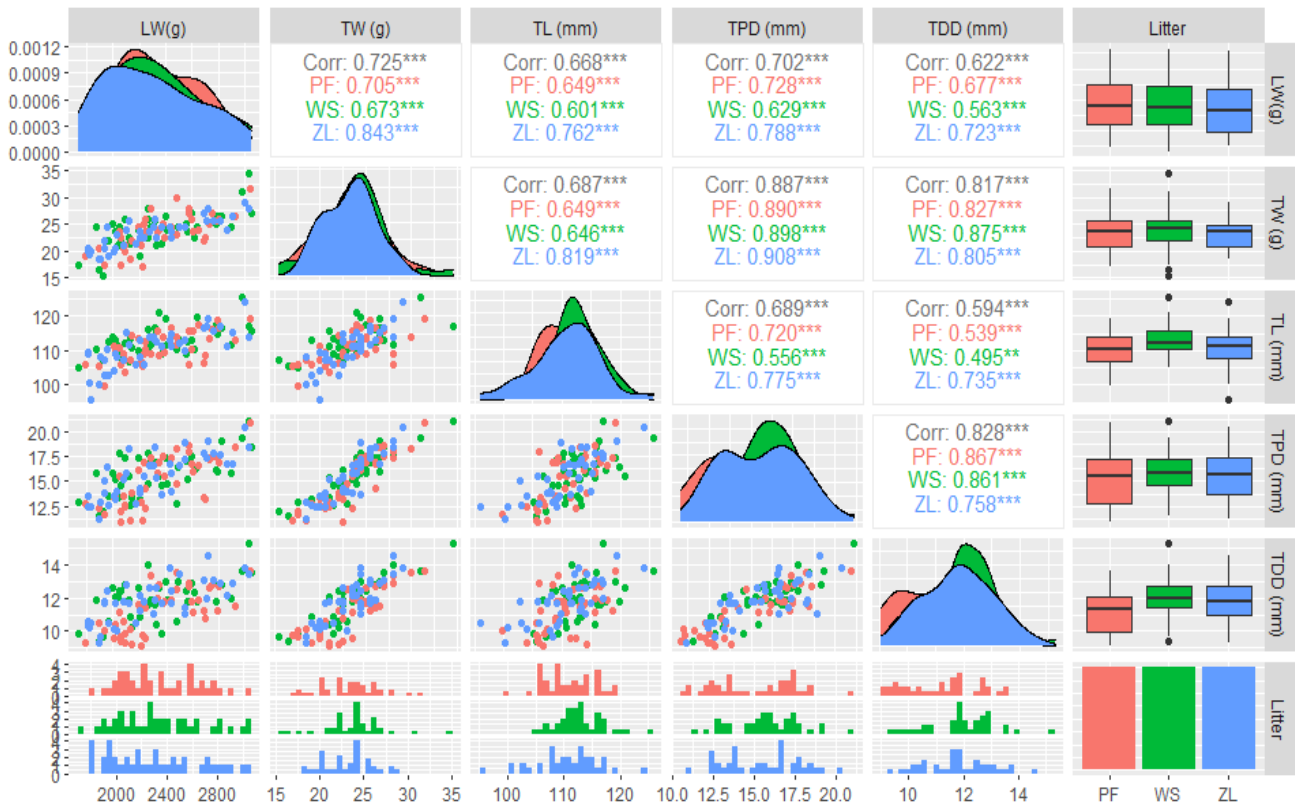 LW(g) TW (g) TL (mm) TPD (mm) TDD (mm) Litter
0.0012
0.0009
0.0006
0.0003
0.0000
Corr: 0.725***
PF: 0.705***
WS: 0.673***
ZL: 0.843***
Corr: 0.668***
PF: 0.649***
WS: 0.601***
ZL: 0.762***
Corr: 0.702***
PF: 0.728***
WS: 0.629***
ZL: 0.788***
Corr: 0.622***
PF: 0.677***
WS: 0.563***
ZL: 0.723***
LW(g)
35
30
25
20
15
Corr: 0.687***
PF: 0.649***
WS: 0.646***
ZL: 0.819***
Corr: 0.887***
PF: 0.890***
WS: 0.898***
ZL: 0.908***
Corr: 0.817***
PF: 0.827***
WS: 0.875***
ZL: 0.805***
TW (g)
120
110
100
Corr: 0.689***
PF: 0.720***
WS: 0.556***
ZL: 0.775***
Corr: 0.594***
PF: 0.539***
WS: 0.495**
ZL: 0.735***
TL (mm)
20.0
17.5
15.0
12.5
Corr: 0.828***
PF: 0.867***
WS: 0.861***
ZL: 0.758***
TPD (mm)
14
12
10
TDD (mm)
Litter
2000 2400 2800 15 20 25 30 35 100 110 120 10.0 12.5 15.0 17.5 20.0 10 12 14 PF WS ZL